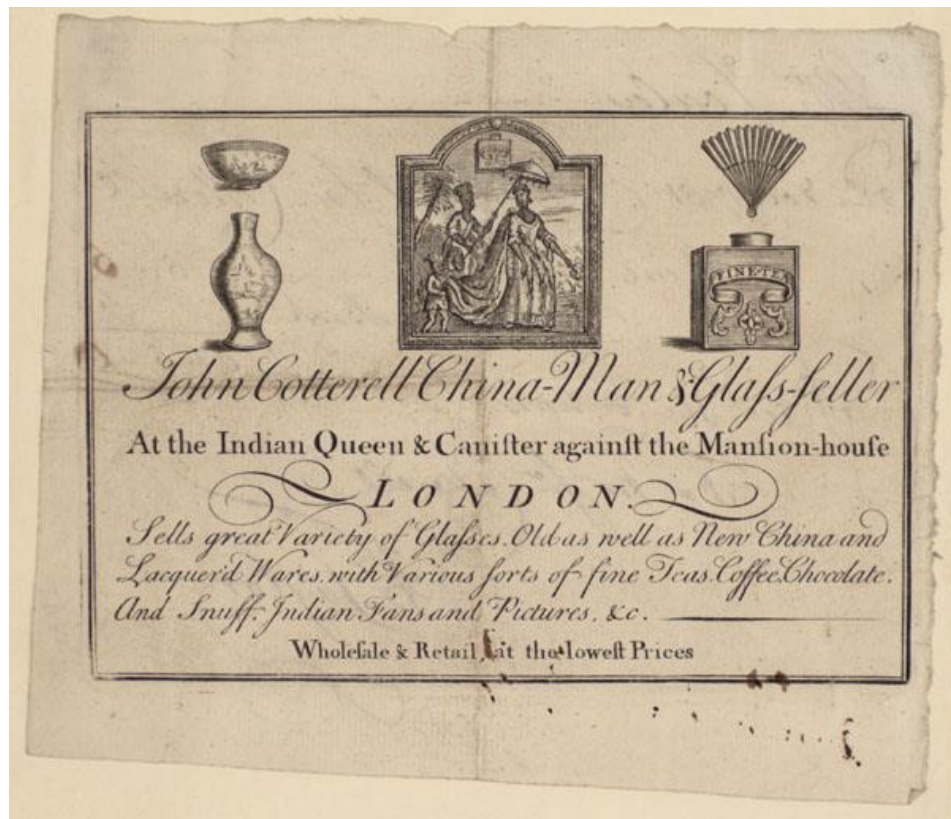 FINE·TEA
John Cotterell China-Man & Glaſs-ſeller
At the Indian Queen & Caniſter againſt the Manſion-houſe
LONDON.
Sells great Variety of Glaſses. Old as well as New China and
Lacquer'd Wares. with Various ſorts of fine Teas. Coffee. Chocolate.
And Snuff. Indian Fans and Pictures, &c.
Wholeſale & Retail, at the loweſt Prices